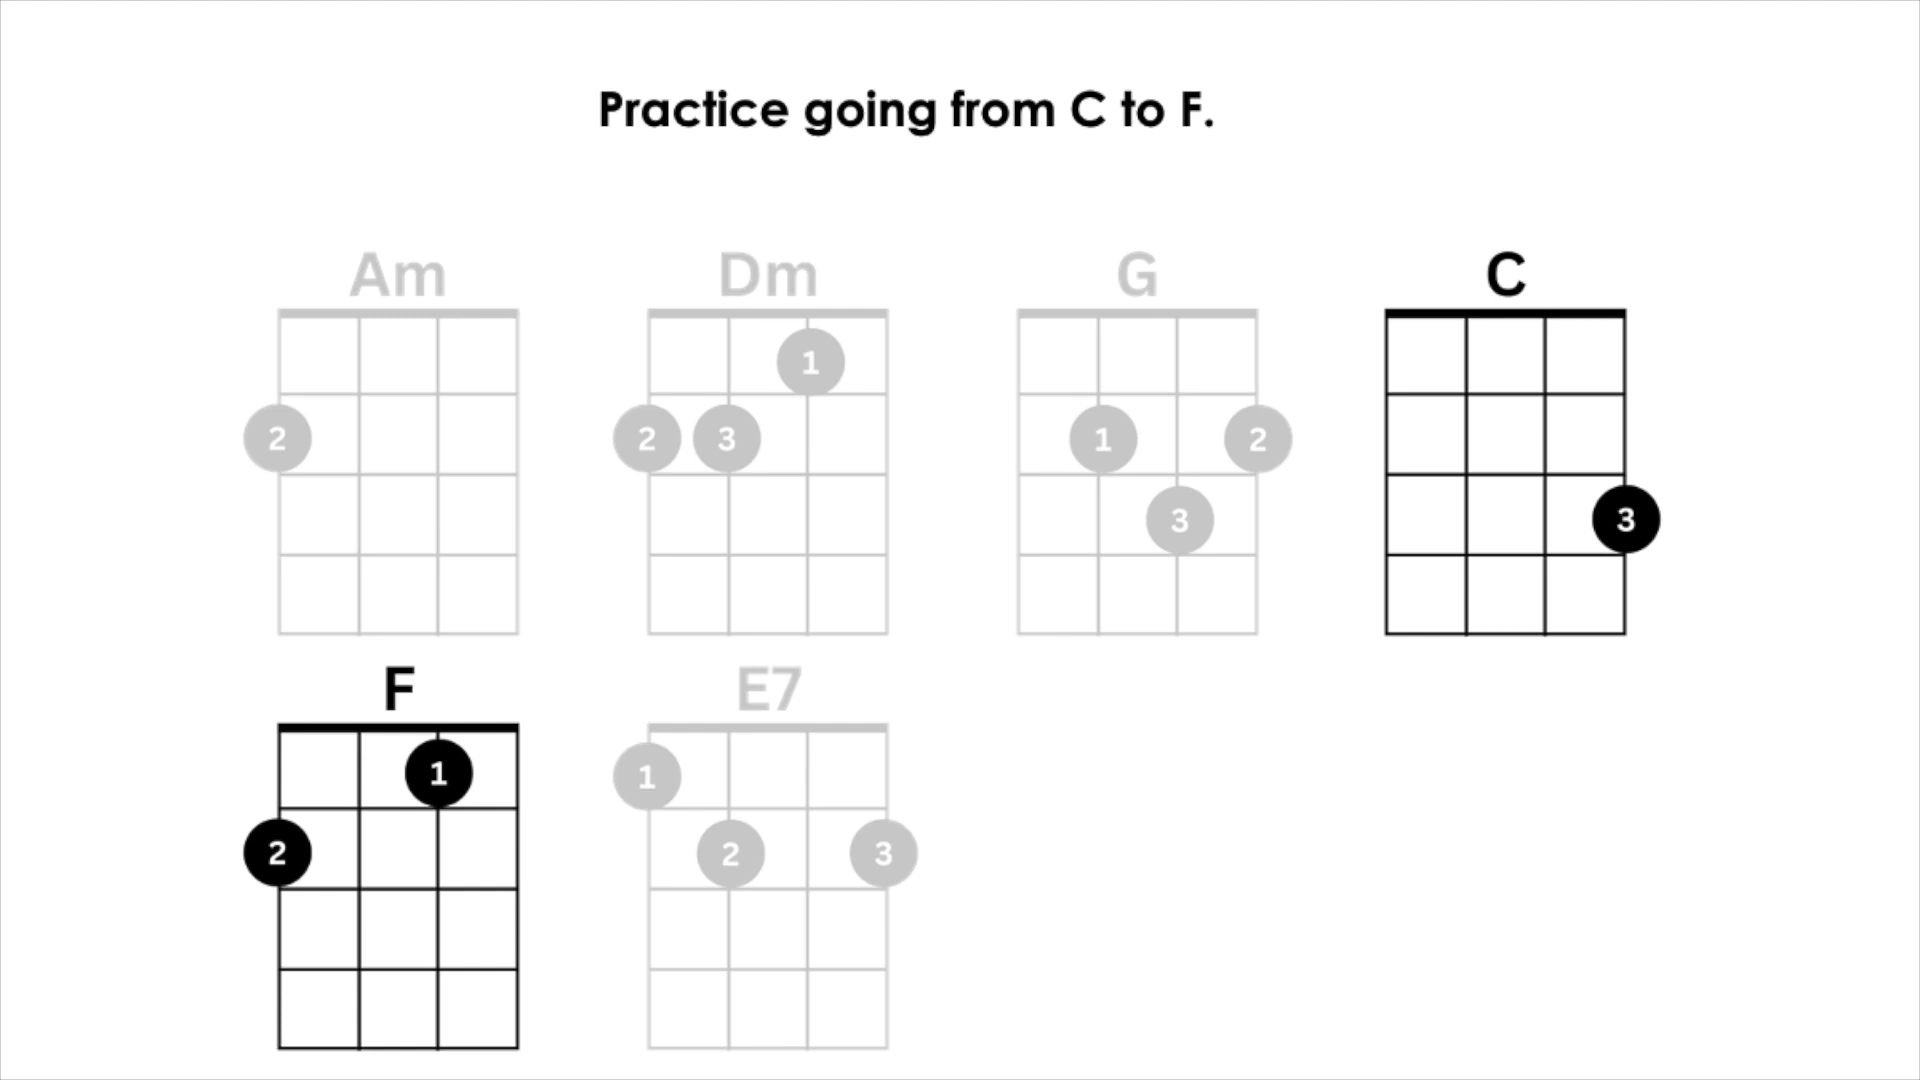 Practice going from C to F.
Am Dm G C
1
2 2 3 1 2
3 3
F E7
1 1
2 2 3